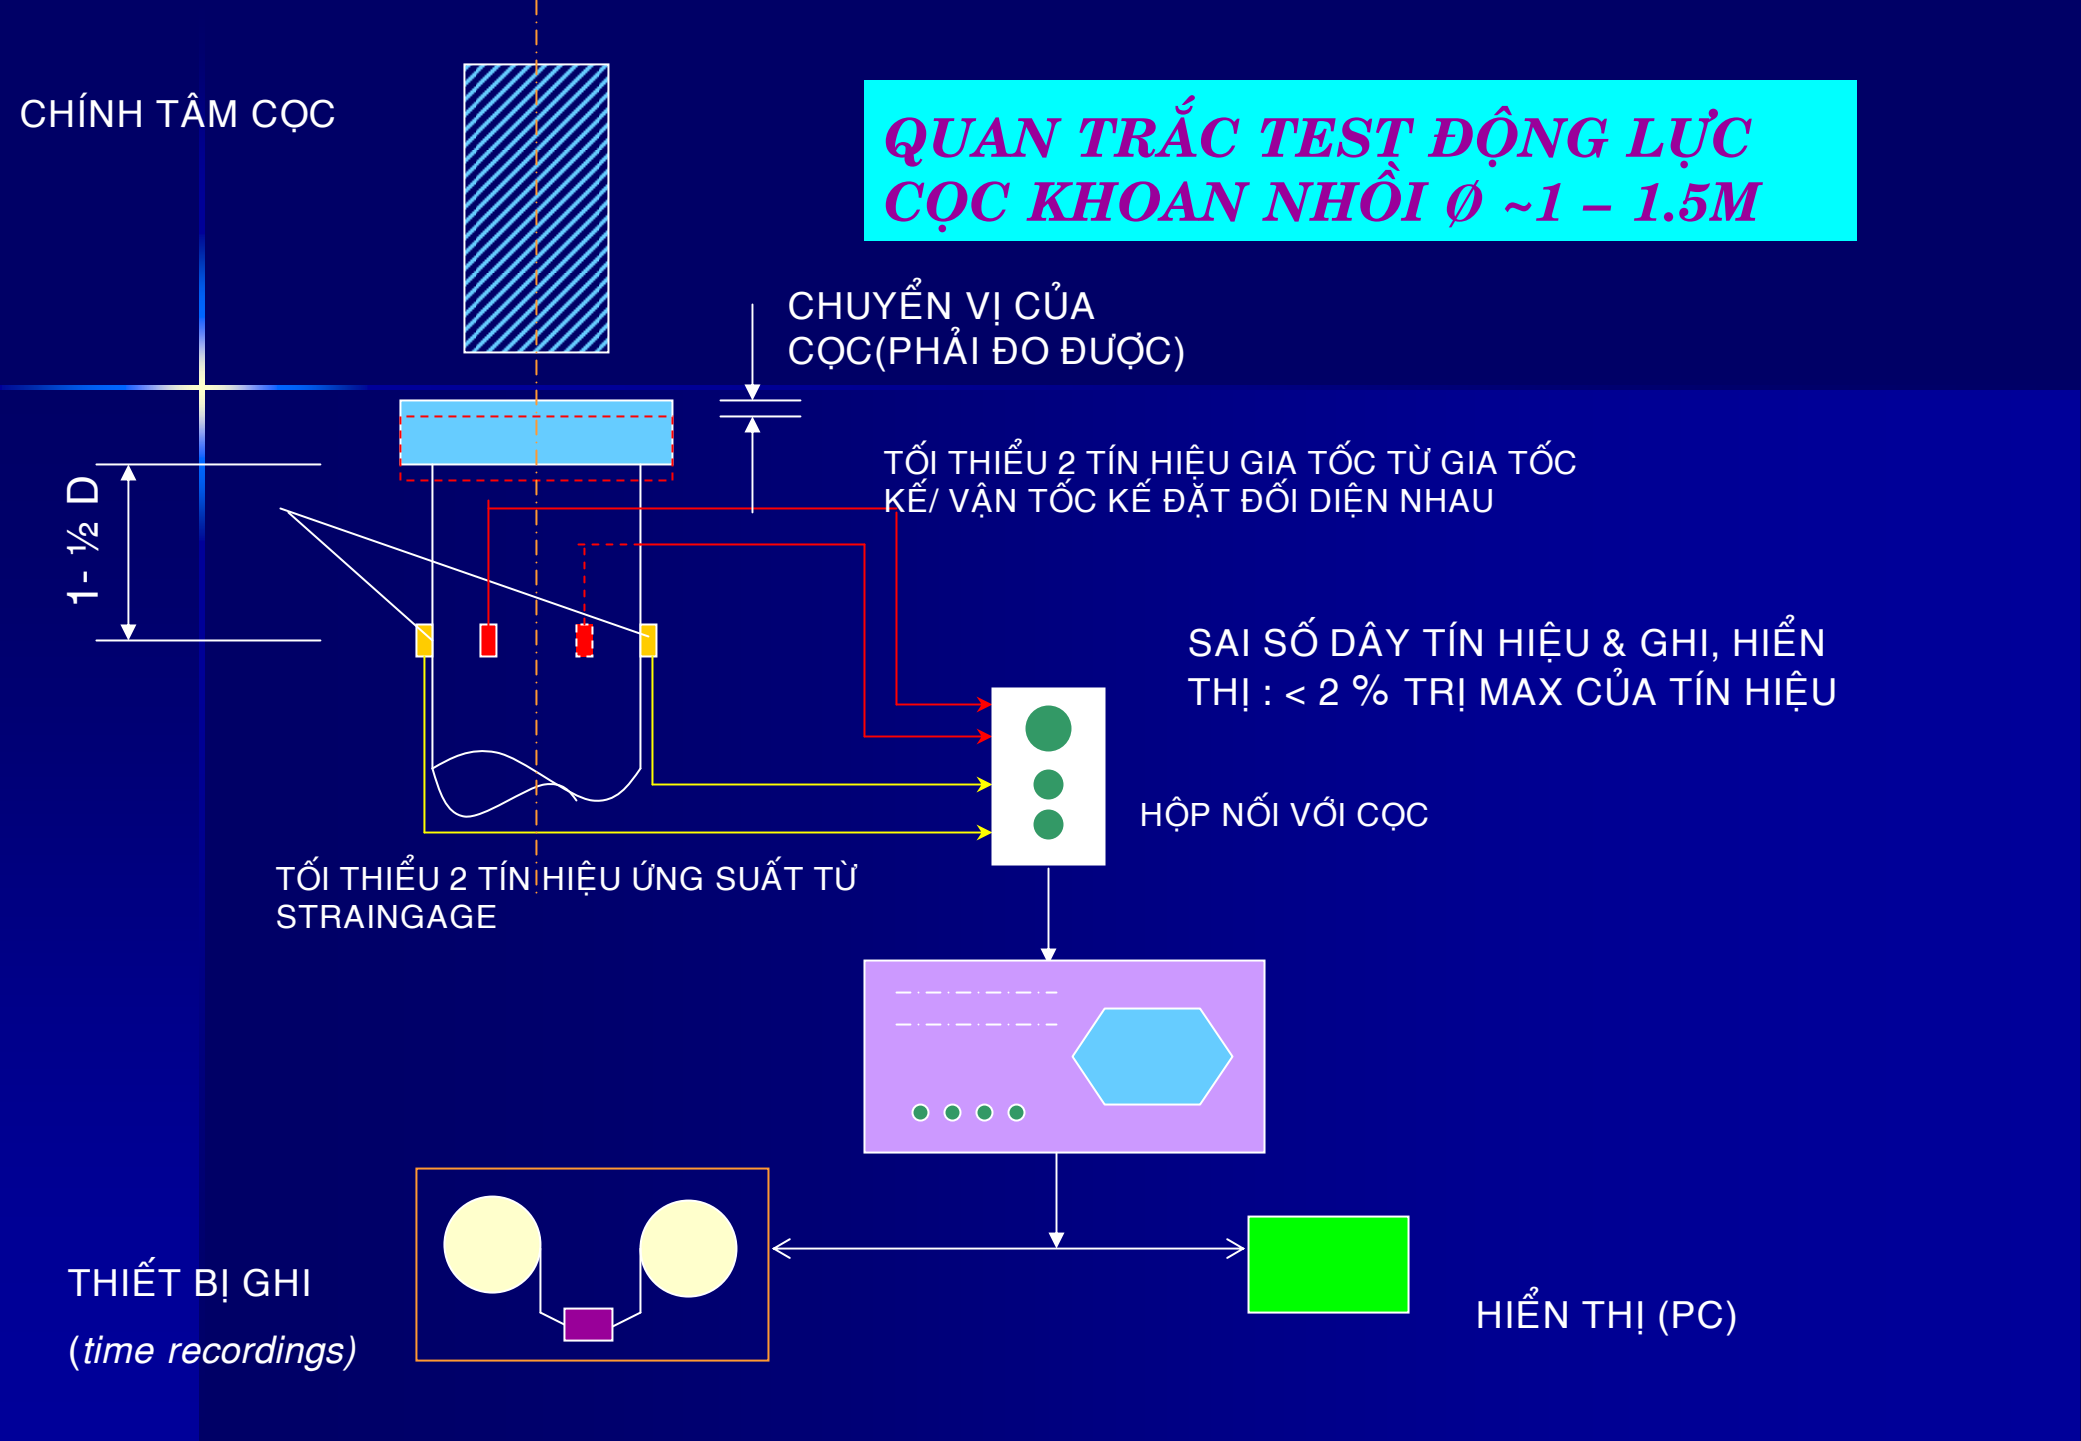 CHÍNH TÂM CỌC
QUAN TRẮC TEST ĐỘNG LỰC
CỌC KHOAN NHỒI Ø ~1 – 1.5M
CHUYỂN VỊ CỦA
CỌC(PHẢI ĐO ĐƯỢC)
1- ½ D
TỐI THIỂU 2 TÍN HIỆU GIA TỐC TỪ GIA TỐC
KẾ/ VẬN TỐC KẾ ĐẶT ĐỐI DIỆN NHAU
SAI SỐ DÂY TÍN HIỆU & GHI, HIỂN
THỊ : < 2 % TRỊ MAX CỦA TÍN HIỆU
HỘP NỐI VỚI CỌC
TỐI THIỂU 2 TÍN HIỆU ỨNG SUẤT TỪ
STRAINGAGE
THIẾT BỊ GHI
(time recordings)
HIỂN THỊ (PC)